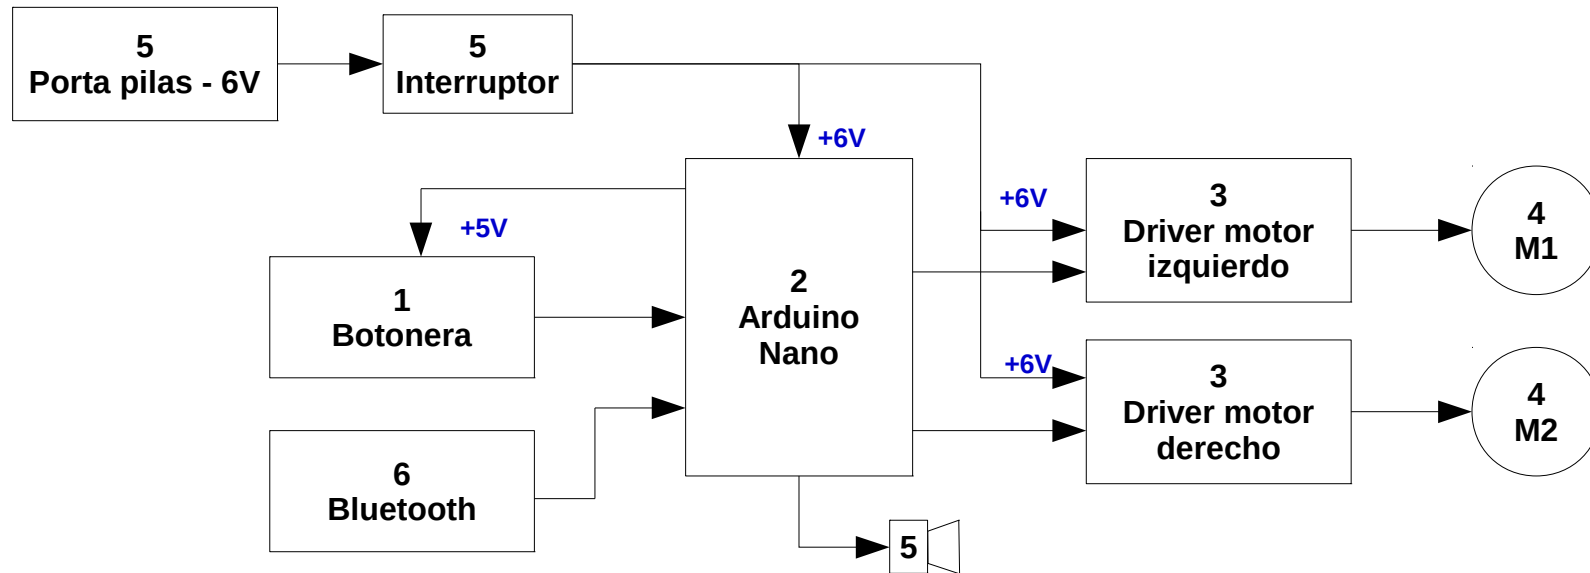 5
Porta pilas - 6V
5
Interruptor
+6V
+6V
+5V
3
Driver motor
izquierdo
4
M1
1
Botonera
2
Arduino
Nano
+6V
3
Driver motor
derecho
4
M2
6
Bluetooth
5